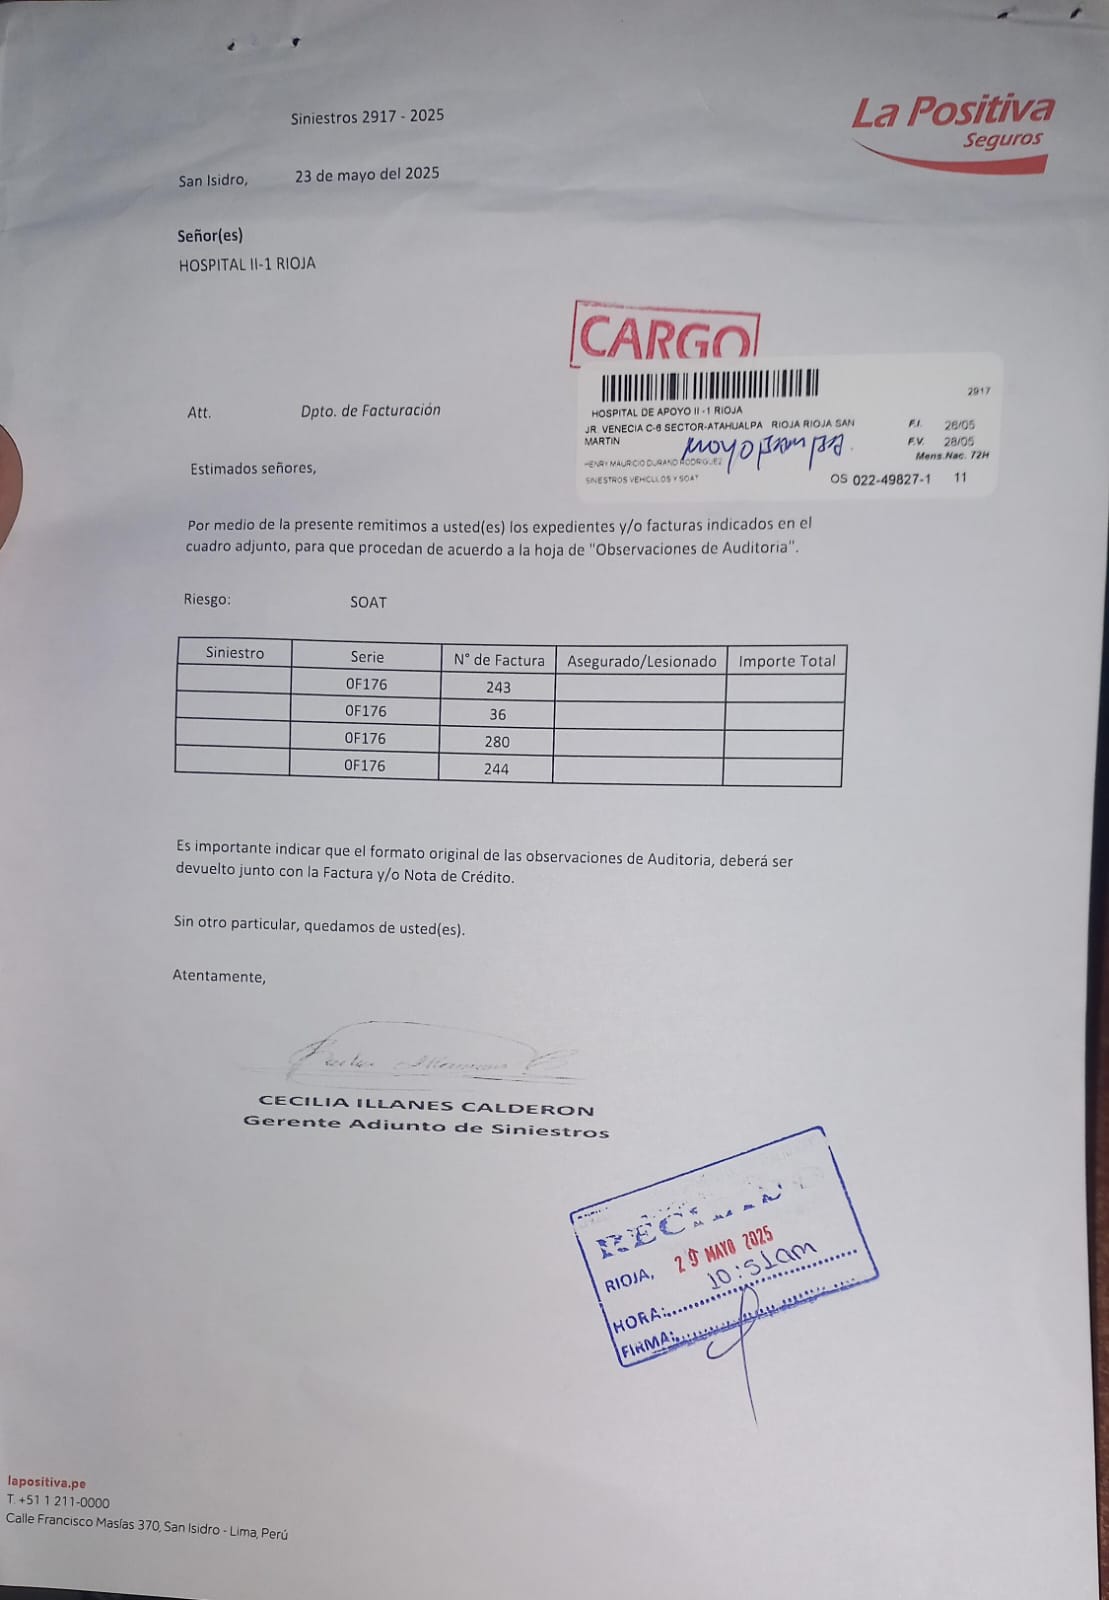 Siniestros 2917 - 2025
La Positiva
Seguros
San Isidro, 23 de mayo del 2025
Señor(es)
HOSPITAL II-1 RIOJA
CARGO
2917
HOSPITAL DE APOYO II -1 RIOJA
JR. VENECIA C-6 SECTOR-ATAHUALPA RIOJA RIOJA SAN
MARTIN
F.I. 26/05
F.V. 28/05
Mens.Nac. 72H
moyobamba.
HENRY MAURICIO DURAND RODRIGUEZ
SINIESTROS VEHICULOS Y SOAT
OS 022-49827-1 11
Att. Dpto. de Facturación
Estimados señores,
Por medio de la presente remitimos a usted(es) los expedientes y/o facturas indicados en el
cuadro adjunto, para que procedan de acuerdo a la hoja de "Observaciones de Auditoria".
Riesgo: SOAT
Siniestro Serie N° de Factura Asegurado/Lesionado Importe Total
0F176 243
0F176 36
0F176 280
0F176 244
Es importante indicar que el formato original de las observaciones de Auditoria, deberá ser
devuelto junto con la Factura y/o Nota de Crédito.
Sin otro particular, quedamos de usted(es).
Atentamente,
CECILIA ILLANES CALDERON
Gerente Adjunto de Siniestros
RIOJA, 29 MAYO 2025
HORA: 10:51am
FIRMA:
lapositiva.pe
T. +51 1 211-0000
Calle Francisco Masías 370, San Isidro - Lima, Perú